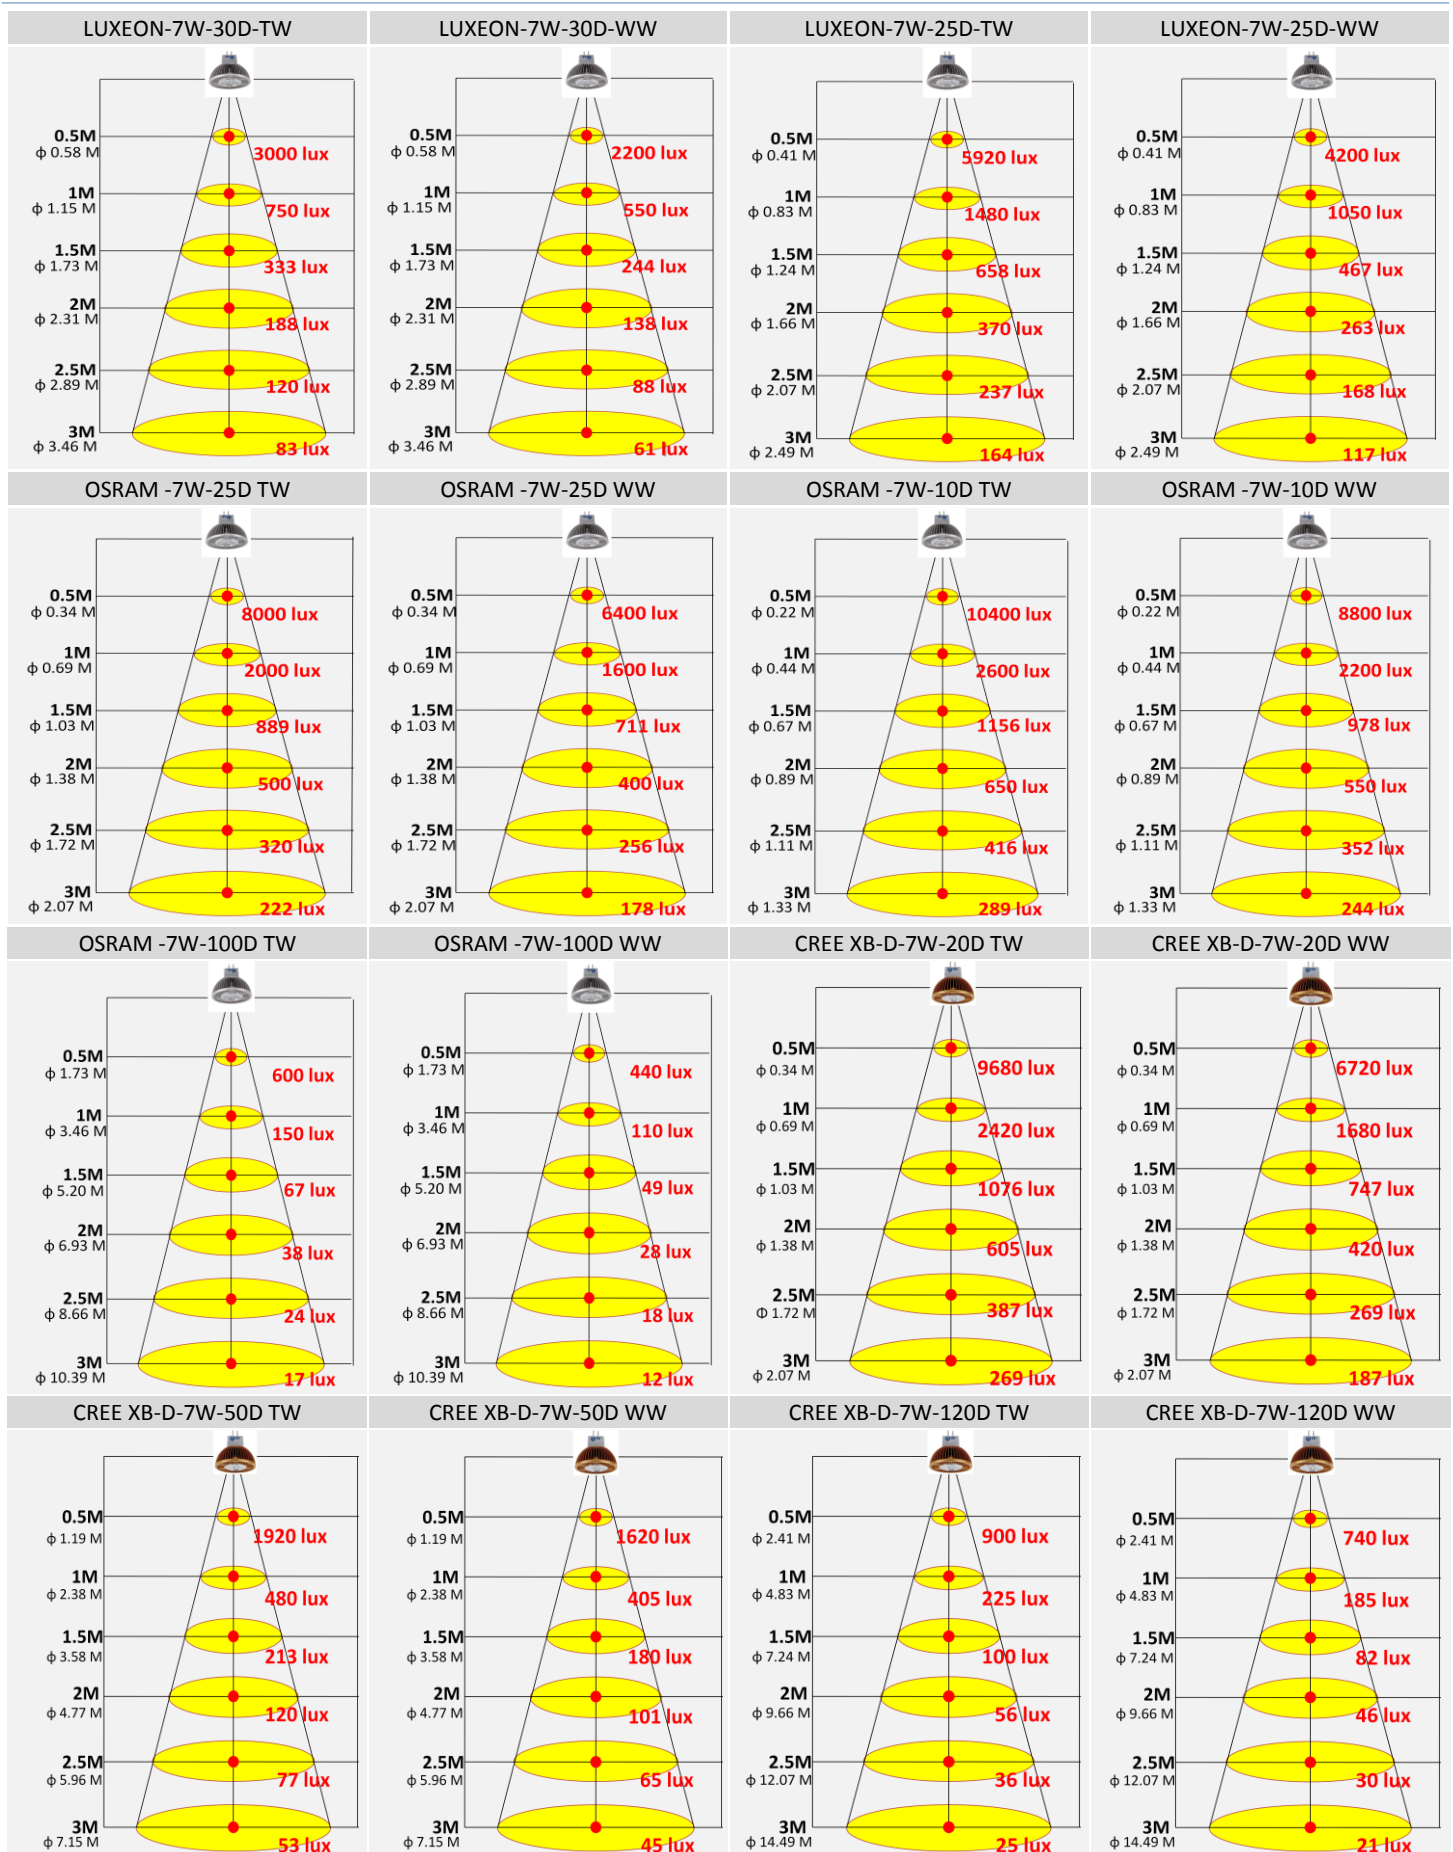 LUXEON-7W-30D-TW
0.5M
ϕ 0.58 M
3000 lux
1M
ϕ 1.15 M
750 lux
1.5M
ϕ 1.73 M
333 lux
2M
ϕ 2.31 M
188 lux
2.5M
ϕ 2.89 M
120 lux
3M
ϕ 3.46 M
83 lux
LUXEON-7W-30D-WW
0.5M
ϕ 0.58 M
2200 lux
1M
ϕ 1.15 M
550 lux
1.5M
ϕ 1.73 M
244 lux
2M
ϕ 2.31 M
138 lux
2.5M
ϕ 2.89 M
88 lux
3M
ϕ 3.46 M
61 lux
LUXEON-7W-25D-TW
0.5M
ϕ 0.41 M
5920 lux
1M
ϕ 0.83 M
1480 lux
1.5M
ϕ 1.24 M
658 lux
2M
ϕ 1.66 M
370 lux
2.5M
ϕ 2.07 M
237 lux
3M
ϕ 2.49 M
164 lux
LUXEON-7W-25D-WW
0.5M
ϕ 0.41 M
4200 lux
1M
ϕ 0.83 M
1050 lux
1.5M
ϕ 1.24 M
467 lux
2M
ϕ 1.66 M
263 lux
2.5M
ϕ 2.07 M
168 lux
3M
ϕ 2.49 M
117 lux
OSRAM -7W-25D TW
0.5M
ϕ 0.34 M
8000 lux
1M
ϕ 0.69 M
2000 lux
1.5M
ϕ 1.03 M
889 lux
2M
ϕ 1.38 M
500 lux
2.5M
ϕ 1.72 M
320 lux
3M
ϕ 2.07 M
222 lux
OSRAM -7W-25D WW
0.5M
ϕ 0.34 M
6400 lux
1M
ϕ 0.69 M
1600 lux
1.5M
ϕ 1.03 M
711 lux
2M
ϕ 1.38 M
400 lux
2.5M
ϕ 1.72 M
256 lux
3M
ϕ 2.07 M
178 lux
OSRAM -7W-10D TW
0.5M
ϕ 0.22 M
10400 lux
1M
ϕ 0.44 M
2600 lux
1.5M
ϕ 0.67 M
1156 lux
2M
ϕ 0.89 M
650 lux
2.5M
ϕ 1.11 M
416 lux
3M
ϕ 1.33 M
289 lux
OSRAM -7W-10D WW
0.5M
ϕ 0.22 M
8800 lux
1M
ϕ 0.44 M
2200 lux
1.5M
ϕ 0.67 M
978 lux
2M
ϕ 0.89 M
550 lux
2.5M
ϕ 1.11 M
352 lux
3M
ϕ 1.33 M
244 lux
OSRAM -7W-100D TW
0.5M
ϕ 1.73 M
600 lux
1M
ϕ 3.46 M
150 lux
1.5M
ϕ 5.20 M
67 lux
2M
ϕ 6.93 M
38 lux
2.5M
ϕ 8.66 M
24 lux
3M
ϕ 10.39 M
17 lux
OSRAM -7W-100D WW
0.5M
ϕ 1.73 M
440 lux
1M
ϕ 3.46 M
110 lux
1.5M
ϕ 5.20 M
49 lux
2M
ϕ 6.93 M
28 lux
2.5M
ϕ 8.66 M
18 lux
3M
ϕ 10.39 M
12 lux
CREE XB-D-7W-20D TW
0.5M
ϕ 0.34 M
9680 lux
1M
ϕ 0.69 M
2420 lux
1.5M
ϕ 1.03 M
1076 lux
2M
ϕ 1.38 M
605 lux
2.5M
Φ 1.72 M
387 lux
3M
ϕ 2.07 M
269 lux
CREE XB-D-7W-20D WW
0.5M
ϕ 0.34 M
6720 lux
1M
ϕ 0.69 M
1680 lux
1.5M
ϕ 1.03 M
747 lux
2M
ϕ 1.38 M
420 lux
2.5M
ϕ 1.72 M
269 lux
3M
ϕ 2.07 M
187 lux
CREE XB-D-7W-50D TW
0.5M
ϕ 1.19 M
1920 lux
1M
ϕ 2.38 M
480 lux
1.5M
ϕ 3.58 M
213 lux
2M
ϕ 4.77 M
120 lux
2.5M
ϕ 5.96 M
77 lux
3M
ϕ 7.15 M
53 lux
CREE XB-D-7W-50D WW
0.5M
ϕ 1.19 M
1620 lux
1M
ϕ 2.38 M
405 lux
1.5M
ϕ 3.58 M
180 lux
2M
ϕ 4.77 M
101 lux
2.5M
ϕ 5.96 M
65 lux
3M
ϕ 7.15 M
45 lux
CREE XB-D-7W-120D TW
0.5M
ϕ 2.41 M
900 lux
1M
ϕ 4.83 M
225 lux
1.5M
ϕ 7.24 M
100 lux
2M
ϕ 9.66 M
56 lux
2.5M
ϕ 12.07 M
36 lux
3M
ϕ 14.49 M
25 lux
CREE XB-D-7W-120D WW
0.5M
ϕ 2.41 M
740 lux
1M
ϕ 4.83 M
185 lux
1.5M
ϕ 7.24 M
82 lux
2M
ϕ 9.66 M
46 lux
2.5M
ϕ 12.07 M
30 lux
3M
ϕ 14.49 M
21 lux